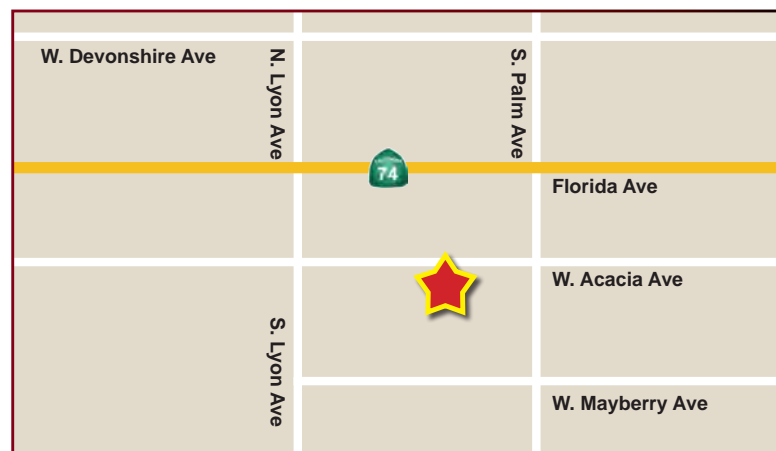 W. Devonshire Ave
N. Lyon Ave
S. Palm Ave
74
Florida Ave
W. Acacia Ave
S. Lyon Ave
W. Mayberry Ave